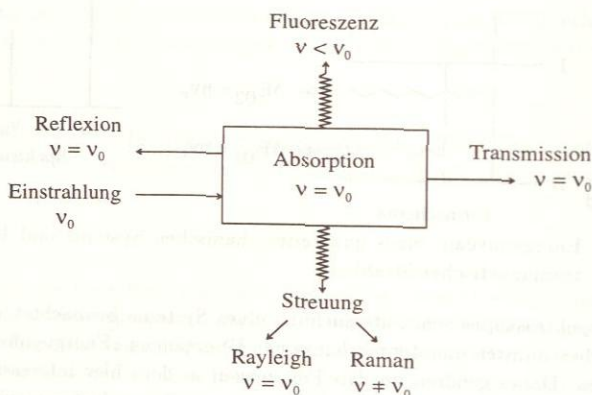 Fluoreszenz
ν < ν₀
Reflexion
ν = ν₀
Einstrahlung
ν₀
Absorption
ν = ν₀
Transmission
ν = ν₀
Streuung
Rayleigh
ν = ν₀
Raman
ν ≠ ν₀